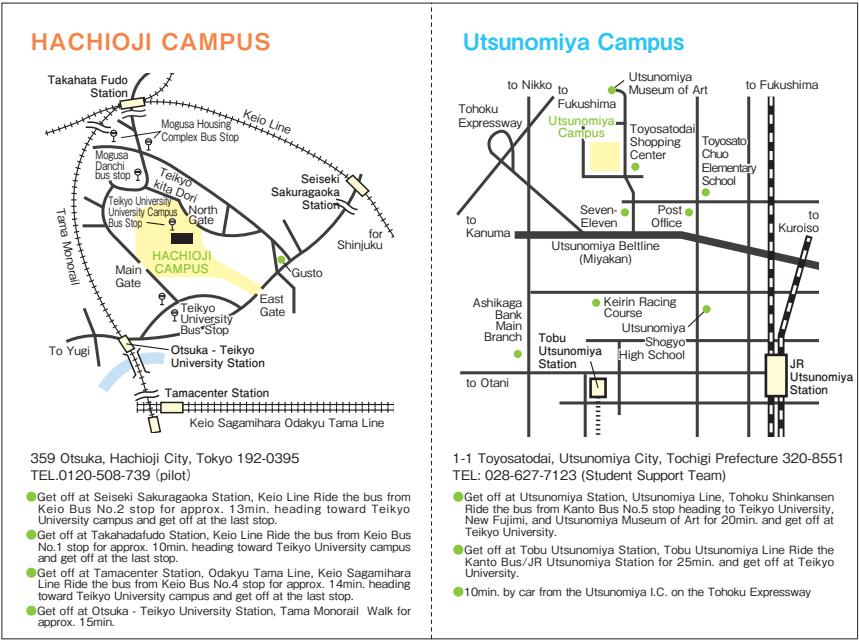 HACHIOJI CAMPUS
Takahata Fudo
Station
Keio Line
Mogusa Housing
Complex Bus Stop
Mogusa
Danchi
bus stop
Teikyo
kita Dori
Seiseki
Sakuragaoka
Station
Teikyo University
University Campus
Bus Stop
North
Gate
Tama Monorail
for
Shinjuku
HACHIOJI
CAMPUS
Main
Gate
Gusto
East
Gate
Teikyo
University
Bus Stop
To Yugi
Otsuka - Teikyo
University Station
Tamacenter Station
Keio Sagamihara Odakyu Tama Line
359 Otsuka, Hachioji City, Tokyo 192-0395
TEL.0120-508-739 (pilot)
Get off at Seiseki Sakuragaoka Station, Keio Line Ride the bus from
Keio Bus No.2 stop for approx. 13min. heading toward Teikyo
University campus and get off at the last stop.
Get off at Takahadafudo Station, Keio Line Ride the bus from Keio Bus
No.1 stop for approx. 10min. heading toward Teikyo University campus
and get off at the last stop.
Get off at Tamacenter Station, Odakyu Tama Line, Keio Sagamihara
Line Ride the bus from Keio Bus No.4 stop for approx. 14min. heading
toward Teikyo University campus and get off at the last stop.
Get off at Otsuka - Teikyo University Station, Tama Monorail Walk for
approx. 15min.
Utsunomiya Campus
to Nikko
to
Fukushima
Utsunomiya
Museum of Art
to Fukushima
Tohoku
Expressway
Utsunomiya
Campus
Toyosatodai
Shopping
Center
Toyosato
Chuo
Elementary
School
to
Kanuma
Seven-
Eleven
Post
Office
to
Kuroiso
Utsunomiya Beltline
(Miyakan)
Ashikaga
Bank
Main
Branch
Keirin Racing
Course
Utsunomiya
Shogyo
High School
Tobu
Utsunomiya
Station
to Otani
JR
Utsunomiya
Station
1-1 Toyosatodai, Utsunomiya City, Tochigi Prefecture 320-8551
TEL: 028-627-7123 (Student Support Team)
Get off at Utsunomiya Station, Utsunomiya Line, Tohoku Shinkansen
Ride the bus from Kanto Bus No.5 stop heading to Teikyo University,
New Fujimi, and Utsunomiya Museum of Art for 20min. and get off at
Teikyo University.
Get off at Tobu Utsunomiya Station, Tobu Utsunomiya Line Ride the
Kanto Bus/JR Utsunomiya Station for 25min. and get off at Teikyo
University.
10min. by car from the Utsunomiya I.C. on the Tohoku Expressway